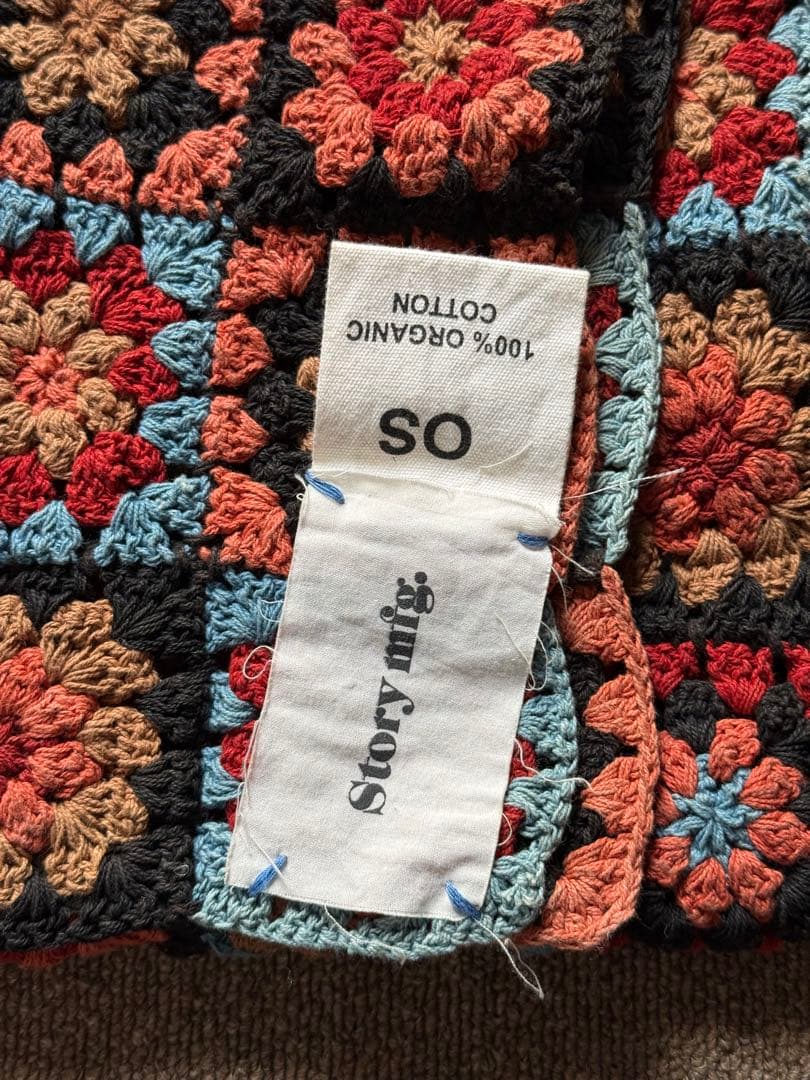 100% ORGANIC
COTTON
OS
Story mfg.